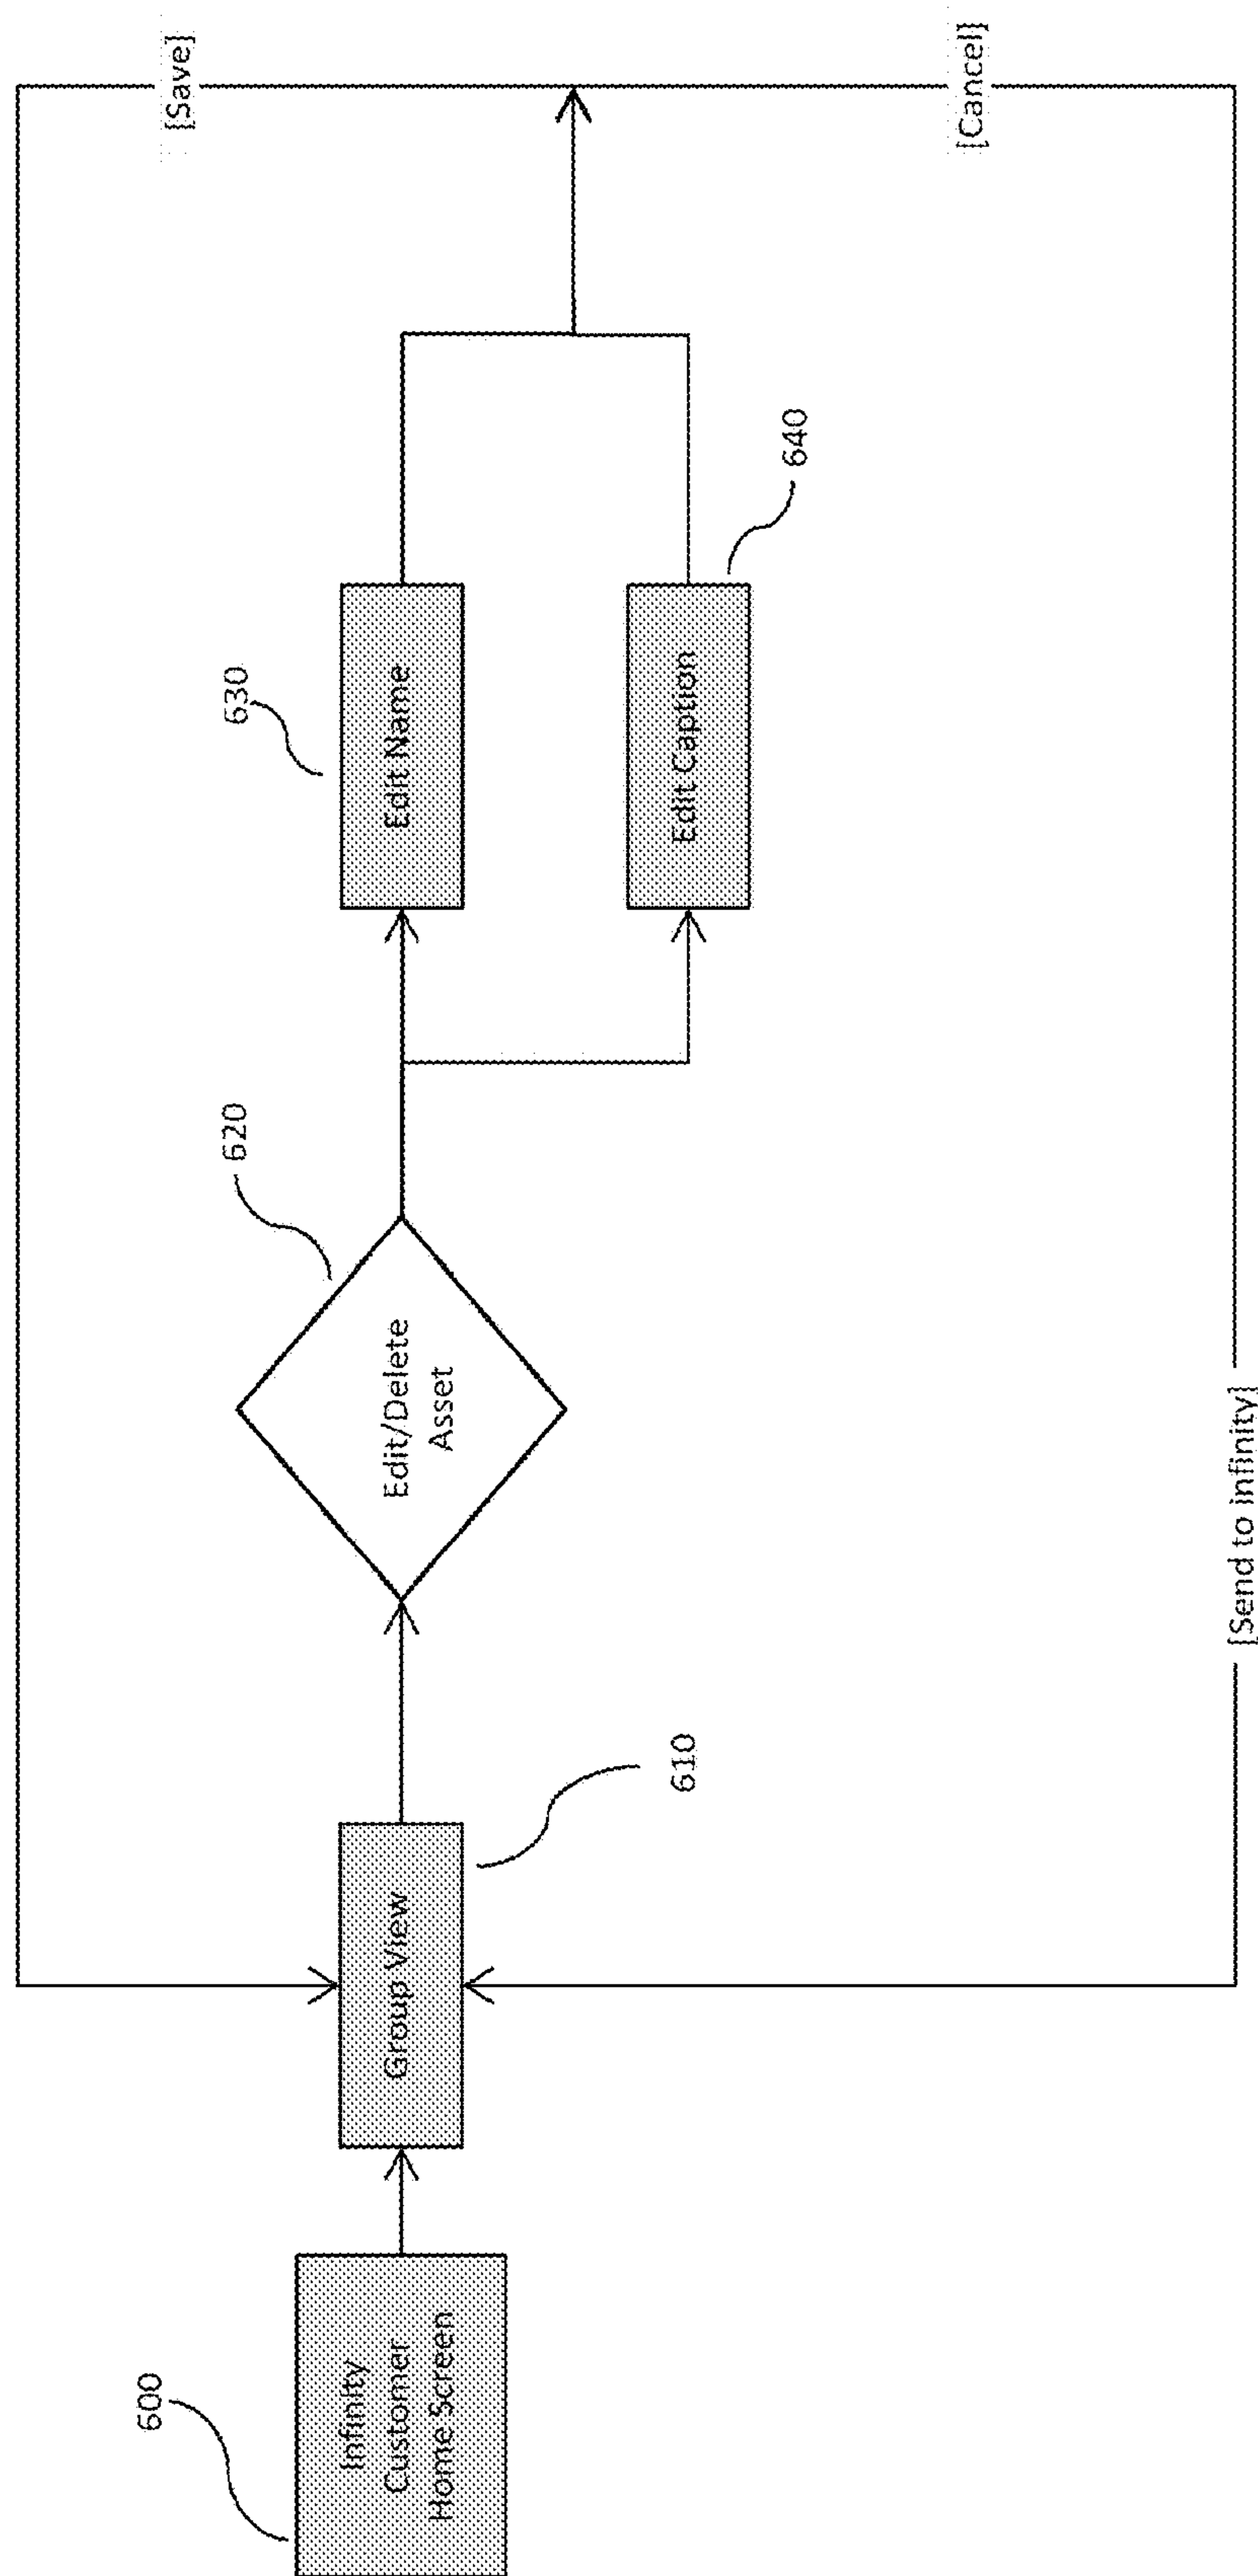 600
Infinity
Customer
Home Screen
Group View
610
Edit/Delete
Asset
620
Edit Name
630
Edit Caption
640
[Save]
[Cancel]
[Send to infinity]